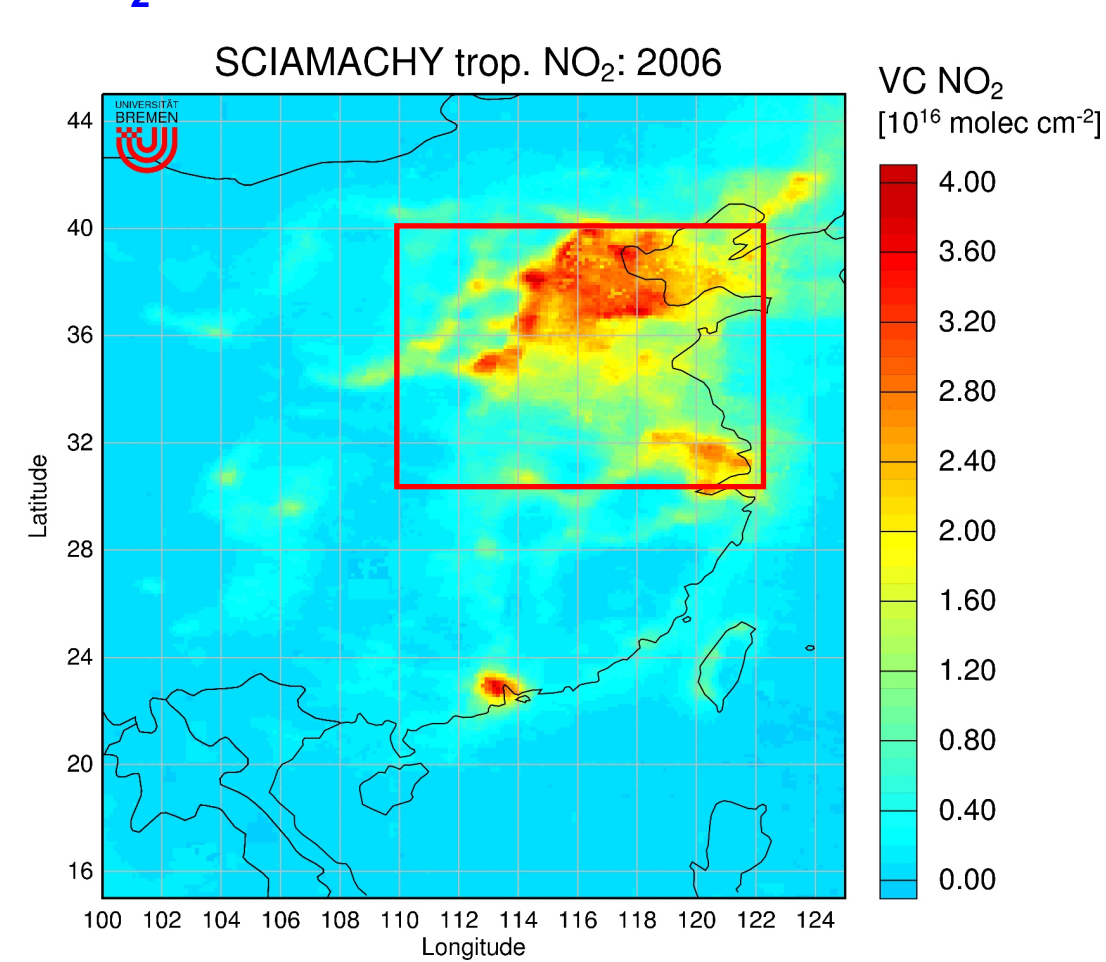 2
SCIAMACHY trop. NO₂: 2006
UNIVERSITÄT
BREMEN
VC NO₂
[10¹⁶ molec cm⁻²]
4.00
3.60
3.20
2.80
2.40
2.00
1.60
1.20
0.80
0.40
0.00
Latitude
44
40
36
32
28
24
20
16
100 102 104 106 108 110 112 114 116 118 120 122 124
Longitude